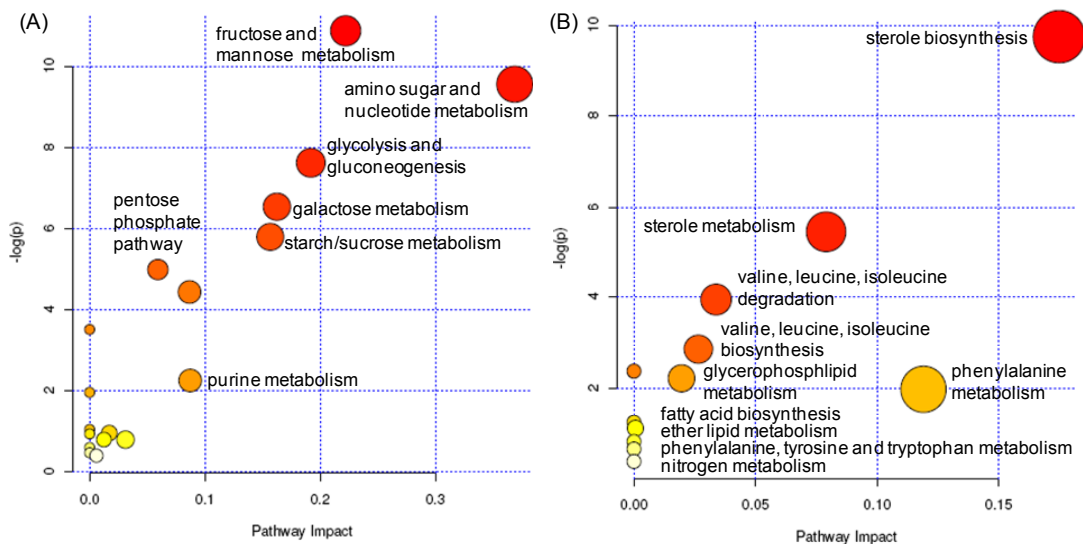 (A)
fructose and
mannose metabolism
amino sugar and
nucleotide metabolism
glycolysis and
gluconeogenesis
galactose metabolism
pentose
phosphate
pathway
starch/sucrose metabolism
purine metabolism
-log(p)
10
8
6
4
2
0
0.0
0.1
0.2
0.3
Pathway Impact
(B)
sterole biosynthesis
sterole metabolism
valine, leucine, isoleucine
degradation
valine, leucine, isoleucine
biosynthesis
glycerophosphlipid
metabolism
phenylalanine
metabolism
fatty acid biosynthesis
ether lipid metabolism
phenylalanine, tyrosine and tryptophan metabolism
nitrogen metabolism
-log(p)
10
8
6
4
2
0.00
0.05
0.10
0.15
Pathway Impact